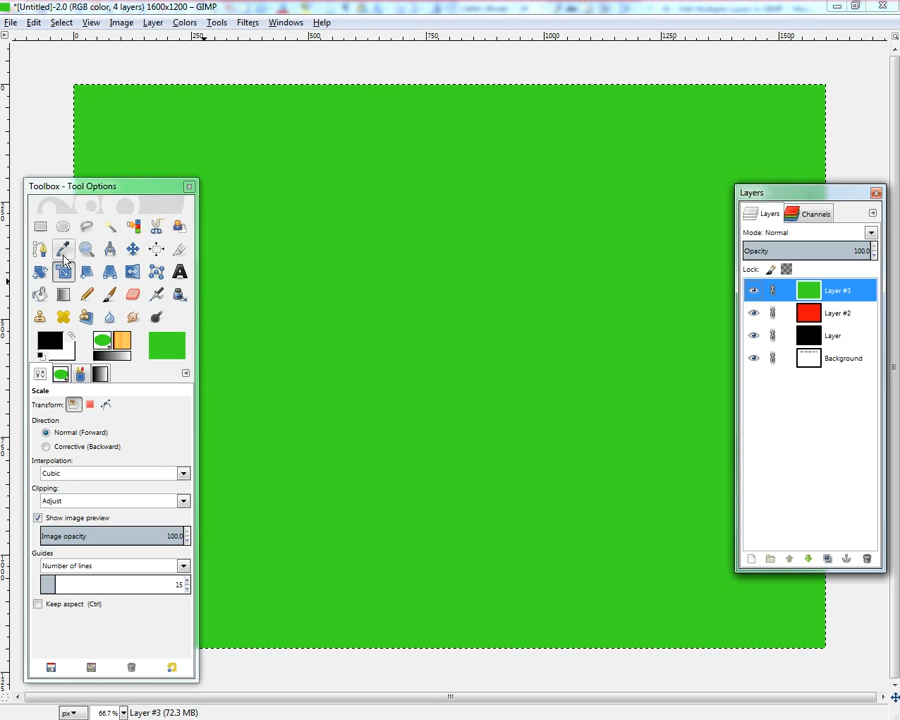 *[Untitled]-2.0 (RGB color, 4 layers) 1600x1200 – GIMP
File Edit Select View Image Layer Colors Tools Filters Windows Help
0 250 500 750 1000 1250 1500
Toolbox - Tool Options
Scale
Transform:
Direction
Normal (Forward)
Corrective (Backward)
Interpolation:
Cubic
Clipping:
Adjust
Show image preview
Image opacity 100.0
Guides
Number of lines
15
Keep aspect (Ctrl)
Layers
Layers Channels
Mode: Normal
Opacity 100.0
Lock:
Layer #3
Layer #2
Layer
Background
px 66.7% Layer #3 (72.3 MB)